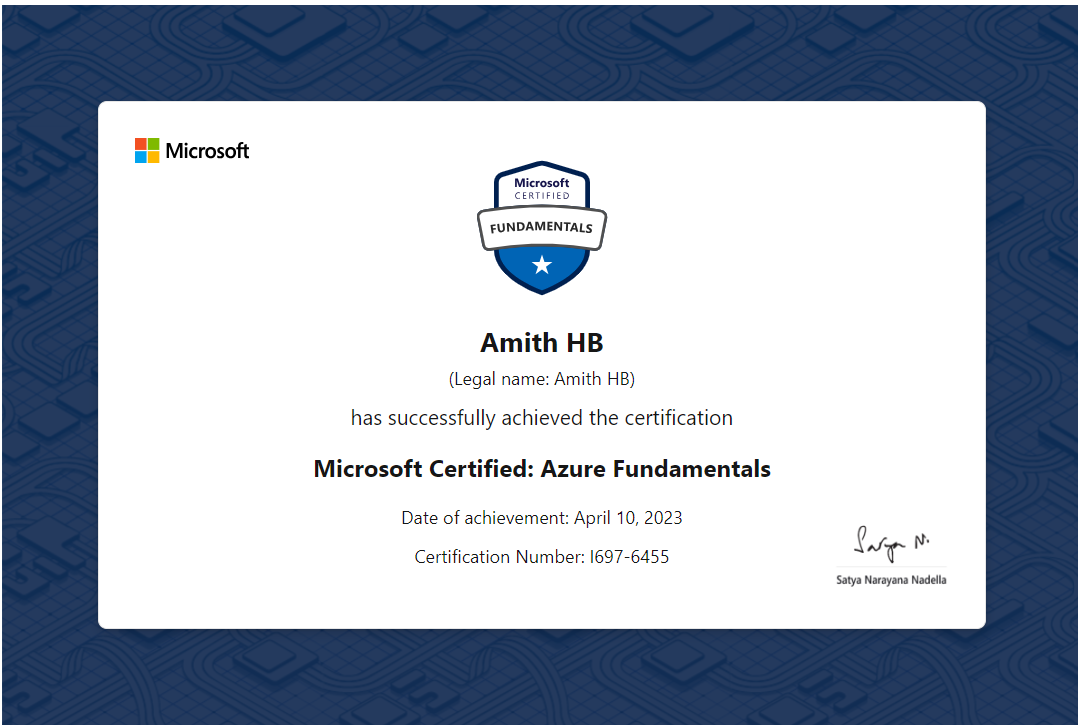 Microsoft
Microsoft
CERTIFIED
FUNDAMENTALS
Amith HB
(Legal name: Amith HB)
has successfully achieved the certification
Microsoft Certified: Azure Fundamentals
Date of achievement: April 10, 2023
Certification Number: I697-6455
Satya N.
Satya Narayana Nadella